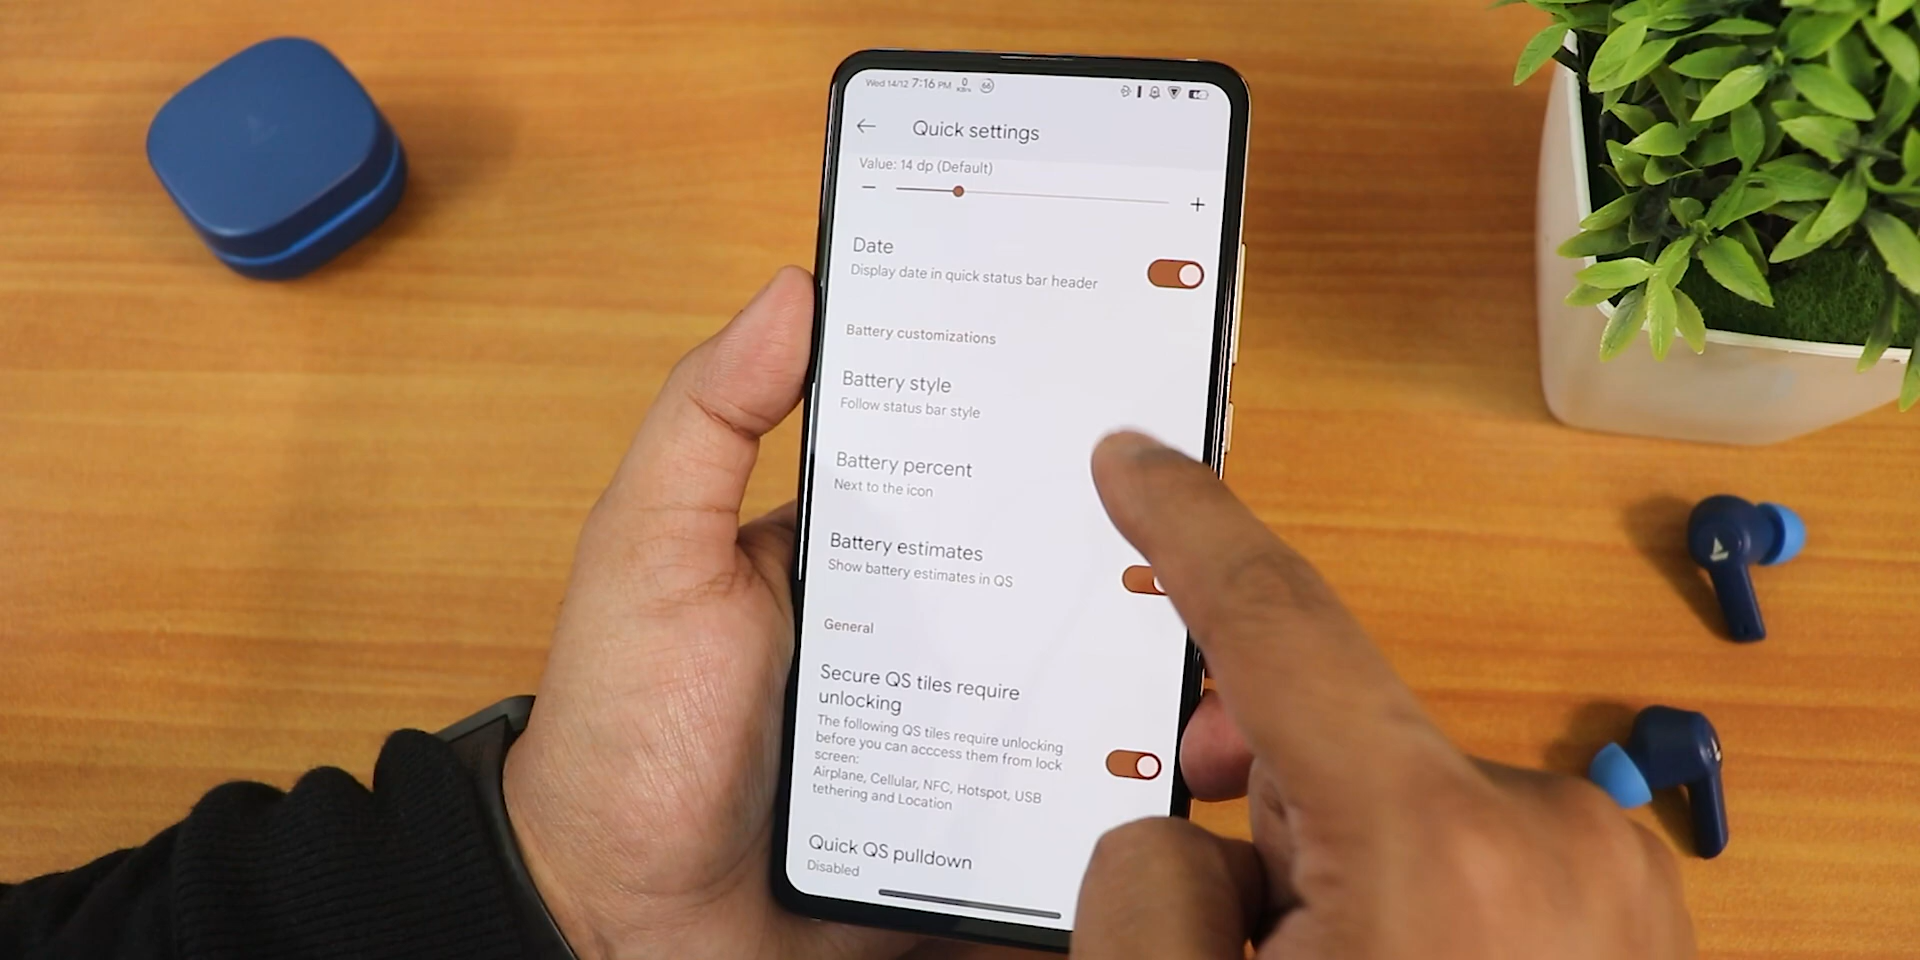 Wed 14/12 7:16 PM 0 KB/s 66
Quick settings
Value: 14 dp (Default)
Date
Display date in quick status bar header
Battery customizations
Battery style
Follow status bar style
Battery percent
Next to the icon
Battery estimates
Show battery estimates in QS
General
Secure QS tiles require
unlocking
The following QS tiles require unlocking
before you can acccess them from lock
screen:
Airplane, Cellular, NFC, Hotspot, USB
tethering and Location
Quick QS pulldown
Disabled